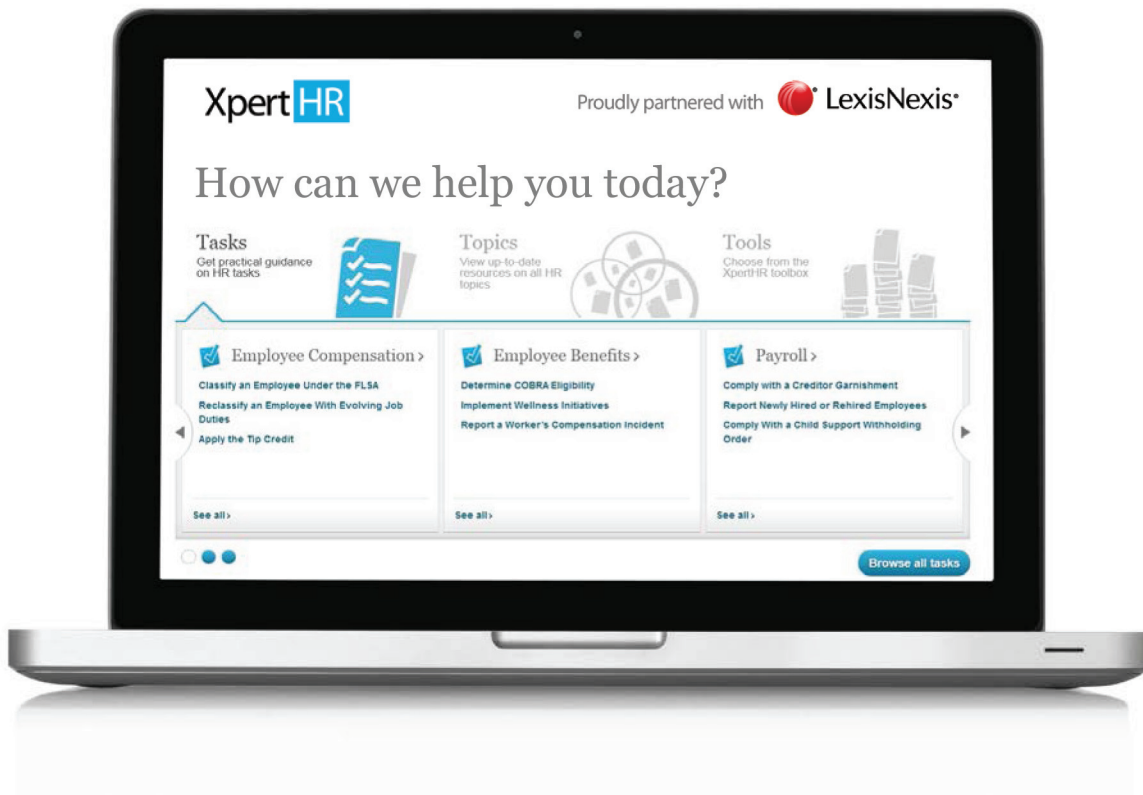 XpertHR
Proudly partnered with LexisNexis®
How can we help you today?
Tasks
Get practical guidance
on HR tasks
Topics
View up-to-date
resources on all HR
topics
Tools
Choose from the
XpertHR toolbox
Employee Compensation >
Classify an Employee Under the FLSA
Reclassify an Employee With Evolving Job
Duties
Apply the Tip Credit
See all >
Employee Benefits >
Determine COBRA Eligibility
Implement Wellness Initiatives
Report a Worker's Compensation Incident
See all >
Payroll >
Comply with a Creditor Garnishment
Report Newly Hired or Rehired Employees
Comply With a Child Support Withholding
Order
See all >
Browse all tasks